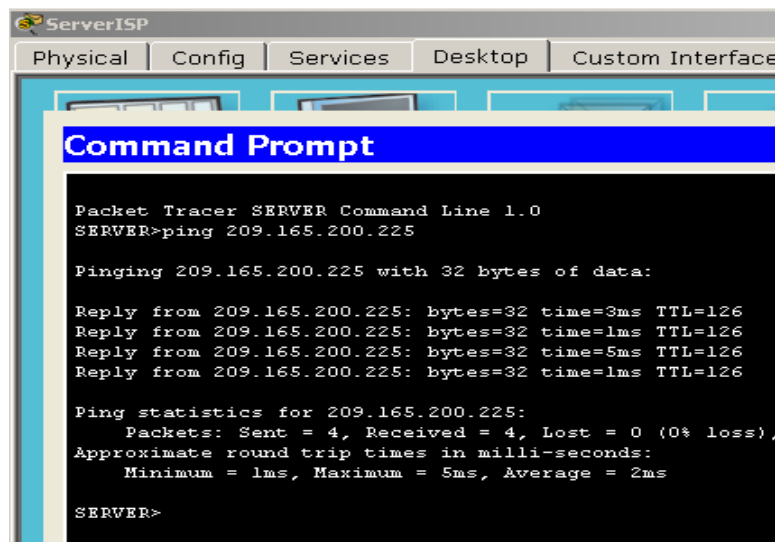 ServerISP
Physical Config Services Desktop Custom Interface
Command Prompt
Packet Tracer SERVER Command Line 1.0
SERVER>ping 209.165.200.225
Pinging 209.165.200.225 with 32 bytes of data:
Reply from 209.165.200.225: bytes=32 time=3ms TTL=126
Reply from 209.165.200.225: bytes=32 time=1ms TTL=126
Reply from 209.165.200.225: bytes=32 time=5ms TTL=126
Reply from 209.165.200.225: bytes=32 time=1ms TTL=126
Ping statistics for 209.165.200.225:
Packets: Sent = 4, Received = 4, Lost = 0 (0% loss),
Approximate round trip times in milli-seconds:
Minimum = 1ms, Maximum = 5ms, Average = 2ms
SERVER>